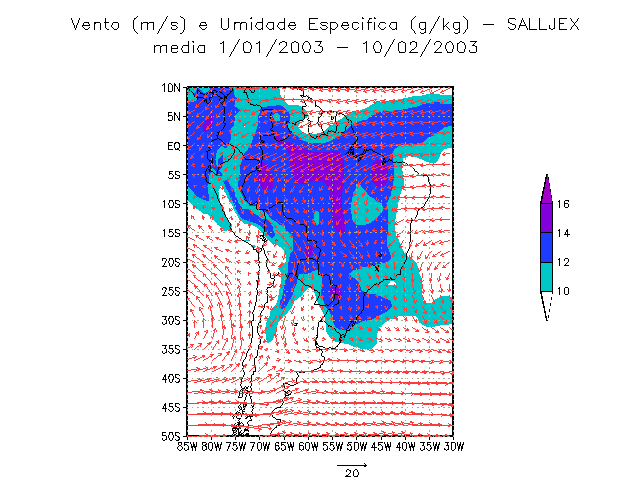 Vento (m/s) e Umidade Especifica (g/kg) – SALLJEX
media 1/01/2003 – 10/02/2003
10N
5N
EQ
5S
10S
15S
20S
25S
30S
35S
40S
45S
50S
85W 80W 75W 70W 65W 60W 55W 50W 45W 40W 35W 30W
20
16
14
12
10